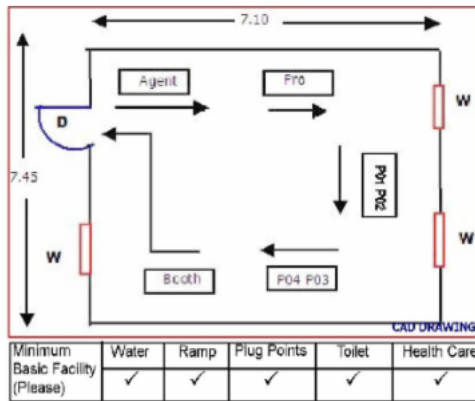 7.10
Agent
Pro
D
W
7.45
P01 P02
W
W
Booth
P04 P03
CAD DRAWING
Minimum Basic Facility (Please)
Water
Ramp
Plug Points
Toilet
Health Care
✓ ✓ ✓ ✓ ✓